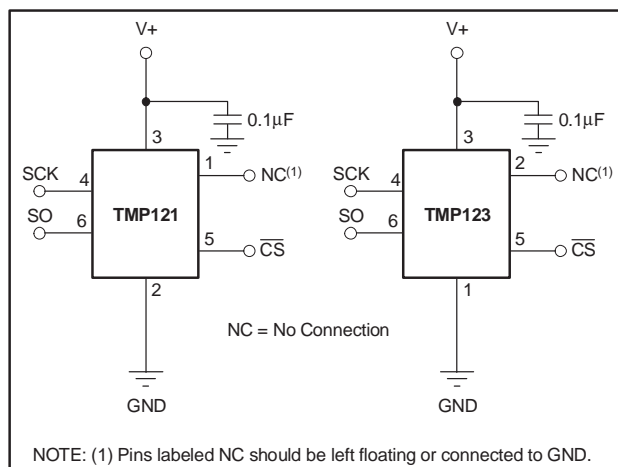 V+
0.1μF
3
1
NC(1)
SCK
4
TMP121
SO
6
5
CS
2
GND
V+
0.1μF
3
2
NC(1)
SCK
4
TMP123
SO
6
5
CS
1
GND
NC = No Connection
NOTE: (1) Pins labeled NC should be left floating or connected to GND.